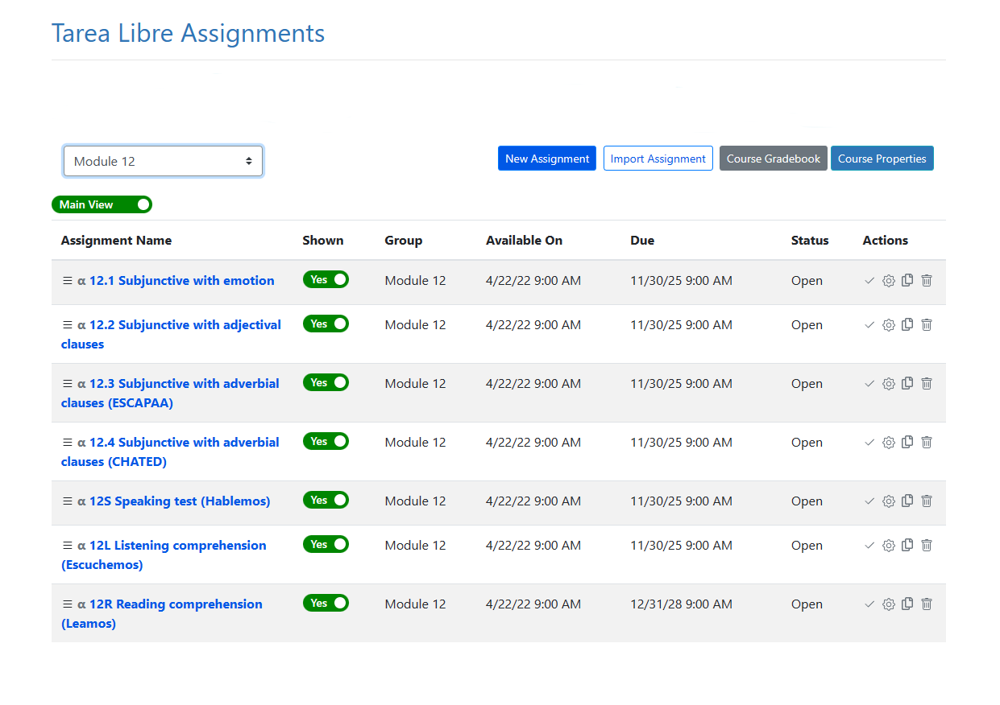 Tarea Libre Assignments
Module 12
New Assignment Import Assignment Course Gradebook Course Properties
Main View
Assignment Name Shown Group Available On Due Status Actions
α 12.1 Subjunctive with emotion Yes Module 12 4/22/22 9:00 AM 11/30/25 9:00 AM Open
α 12.2 Subjunctive with adjectival Yes Module 12 4/22/22 9:00 AM 11/30/25 9:00 AM Open
clauses
α 12.3 Subjunctive with adverbial Yes Module 12 4/22/22 9:00 AM 11/30/25 9:00 AM Open
clauses (ESCAPAA)
α 12.4 Subjunctive with adverbial Yes Module 12 4/22/22 9:00 AM 11/30/25 9:00 AM Open
clauses (CHATED)
α 12S Speaking test (Hablemos) Yes Module 12 4/22/22 9:00 AM 11/30/25 9:00 AM Open
α 12L Listening comprehension Yes Module 12 4/22/22 9:00 AM 11/30/25 9:00 AM Open
(Escuchemos)
α 12R Reading comprehension Yes Module 12 4/22/22 9:00 AM 12/31/28 9:00 AM Open
(Leamos)